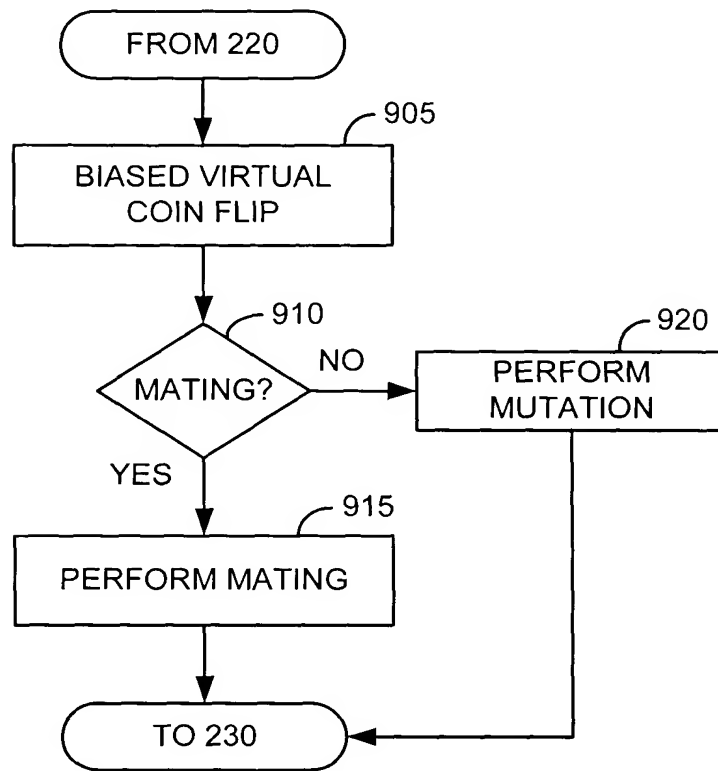 FROM 220
905
BIASED VIRTUAL
COIN FLIP
910
MATING?
NO
920
PERFORM
MUTATION
YES
915
PERFORM MATING
TO 230